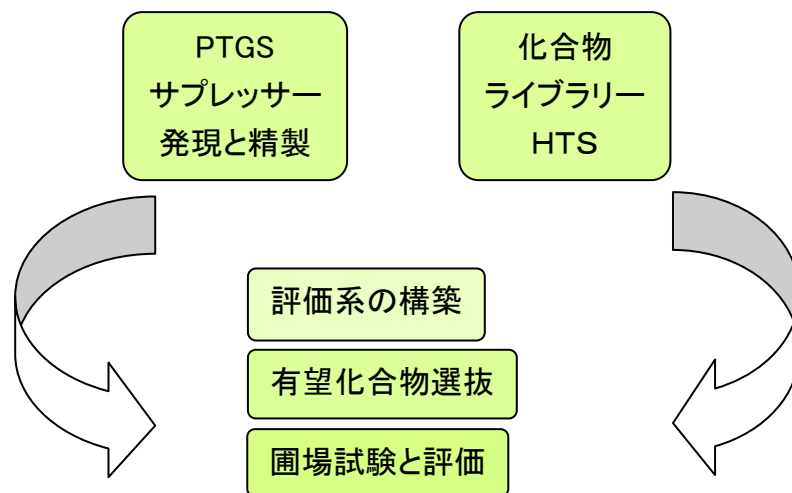 PTGS
サプレッサー
発現と精製
化合物
ライブラリー
HTS
評価系の構築
有望化合物選抜
圃場試験と評価